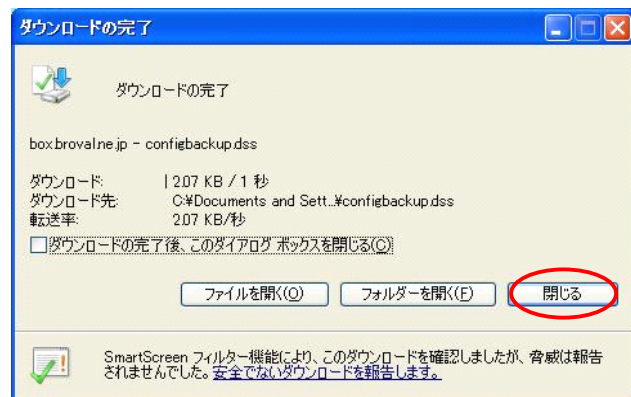 ダウンロードの完了
ダウンロードの完了
box.broval.ne.jp - configbackup.dss
ダウンロード: 2.07 KB / 1 秒
ダウンロード先: C:¥Documents and Sett...¥configbackup.dss
転送率: 2.07 KB/秒
ダウンロードの完了後、このダイアログ ボックスを閉じる(C)
ファイルを開く(O) フォルダーを開く(F) 閉じる
SmartScreen フィルター機能により、このダウンロードを確認しましたが、脅威は報告
されませんでした。安全でないダウンロードを報告します。